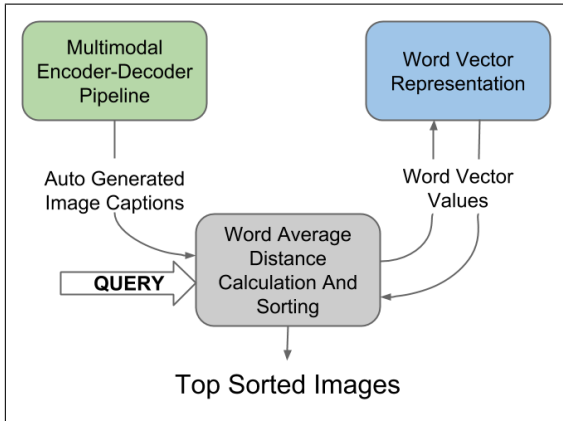 Multimodal
Encoder-Decoder
Pipeline
Word Vector
Representation
Auto Generated
Image Captions
Word Vector
Values
Word Average
Distance
Calculation And
Sorting
QUERY
Top Sorted Images